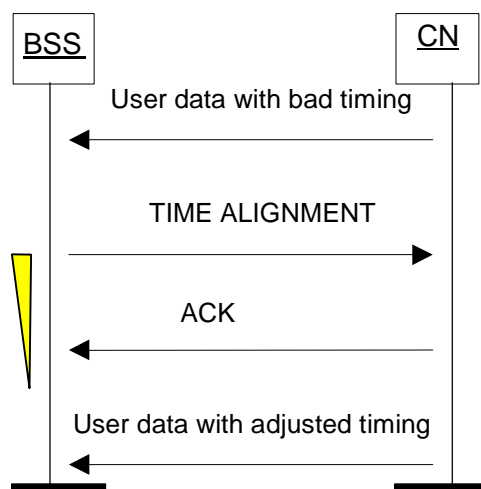 BSS
CN
User data with bad timing
TIME ALIGNMENT
ACK
User data with adjusted timing